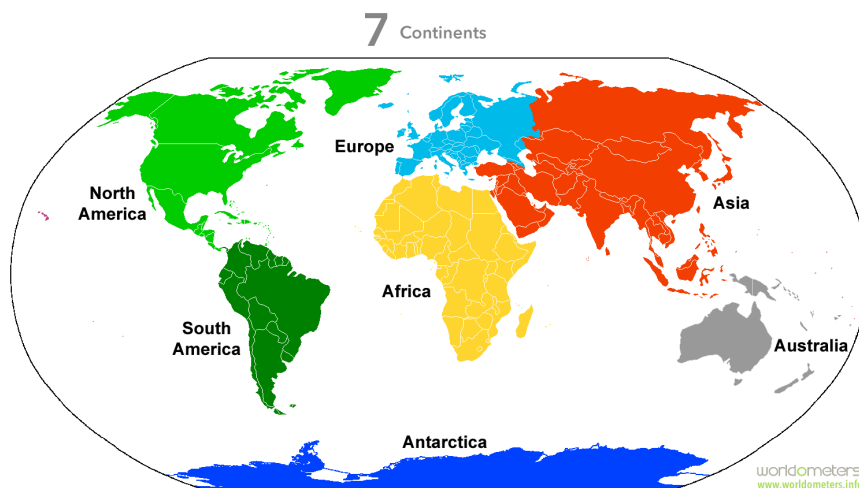 7 Continents
Europe
North
America
Asia
Africa
South
America
Australia
Antarctica
worldometers
www.worldometers.info